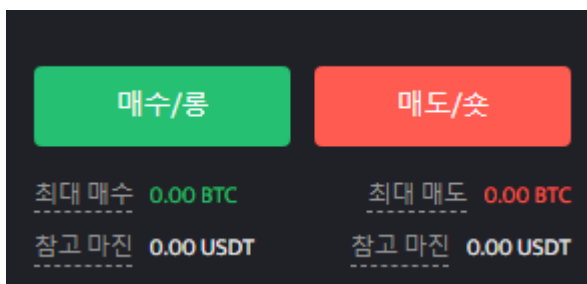 매수/롱 매도/숏
최대 매수 0.00 BTC 최대 매도 0.00 BTC
참고 마진 0.00 USDT 참고 마진 0.00 USDT